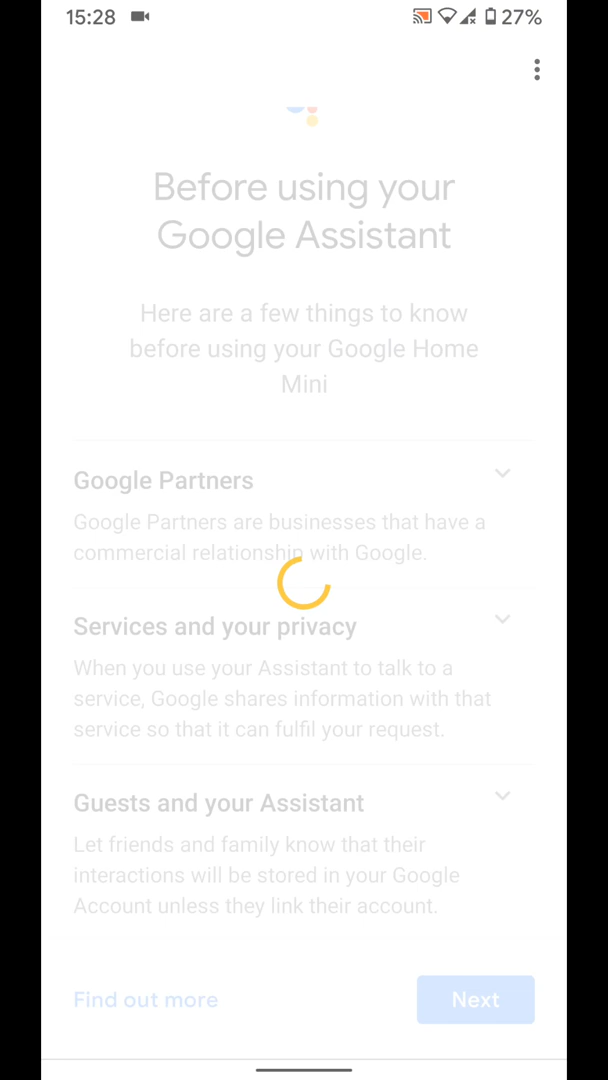 15:28
27%
Before using your
Google Assistant
Here are a few things to know
before using your Google Home
Mini
Google Partners
Google Partners are businesses that have a
commercial relationship with Google.
Services and your privacy
When you use your Assistant to talk to a
service, Google shares information with that
service so that it can fulfil your request.
Guests and your Assistant
Let friends and family know that their
interactions will be stored in your Google
Account unless they link their account.
Find out more
Next